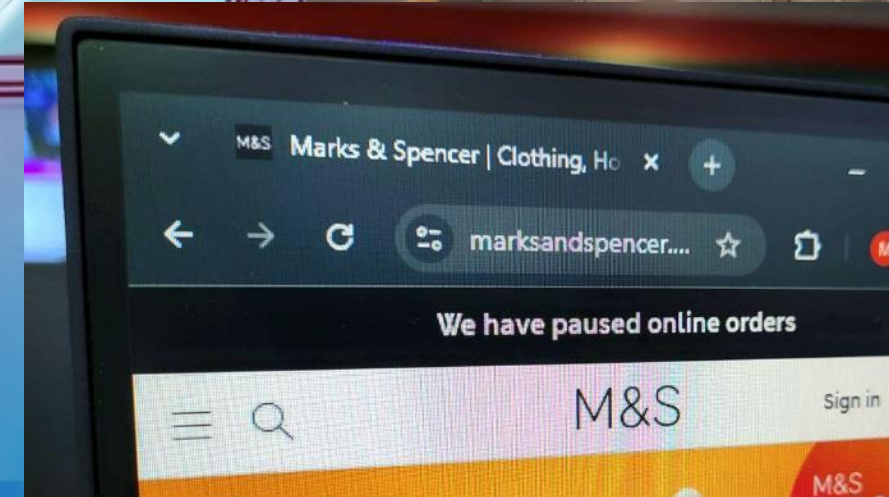 M&S Marks & Spencer | Clothing, Ho
marksandspencer....
M
We have paused online orders
M&S
Sign in
M&S